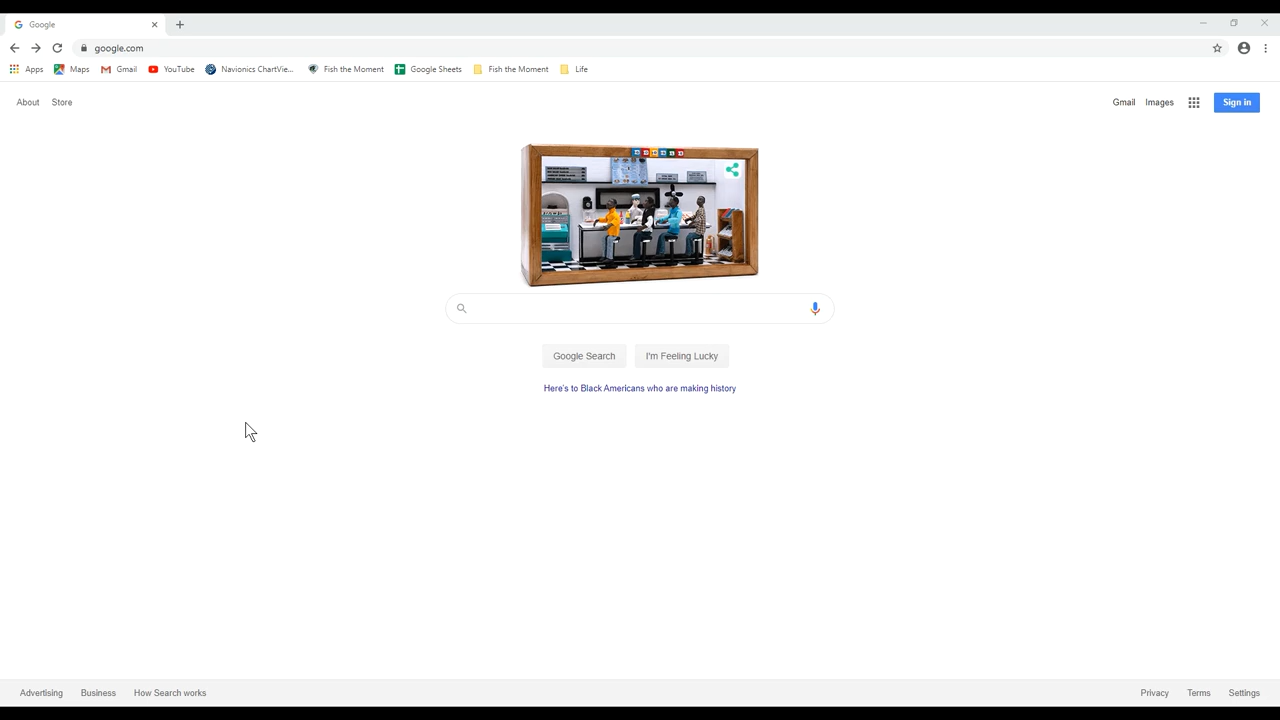 Google
google.com
Apps Maps Gmail YouTube Navionics ChartVie... Fish the Moment Google Sheets Fish the Moment Life
About Store Gmail Images Sign in
Google Search I'm Feeling Lucky
Here's to Black Americans who are making history
Advertising Business How Search works Privacy Terms Settings